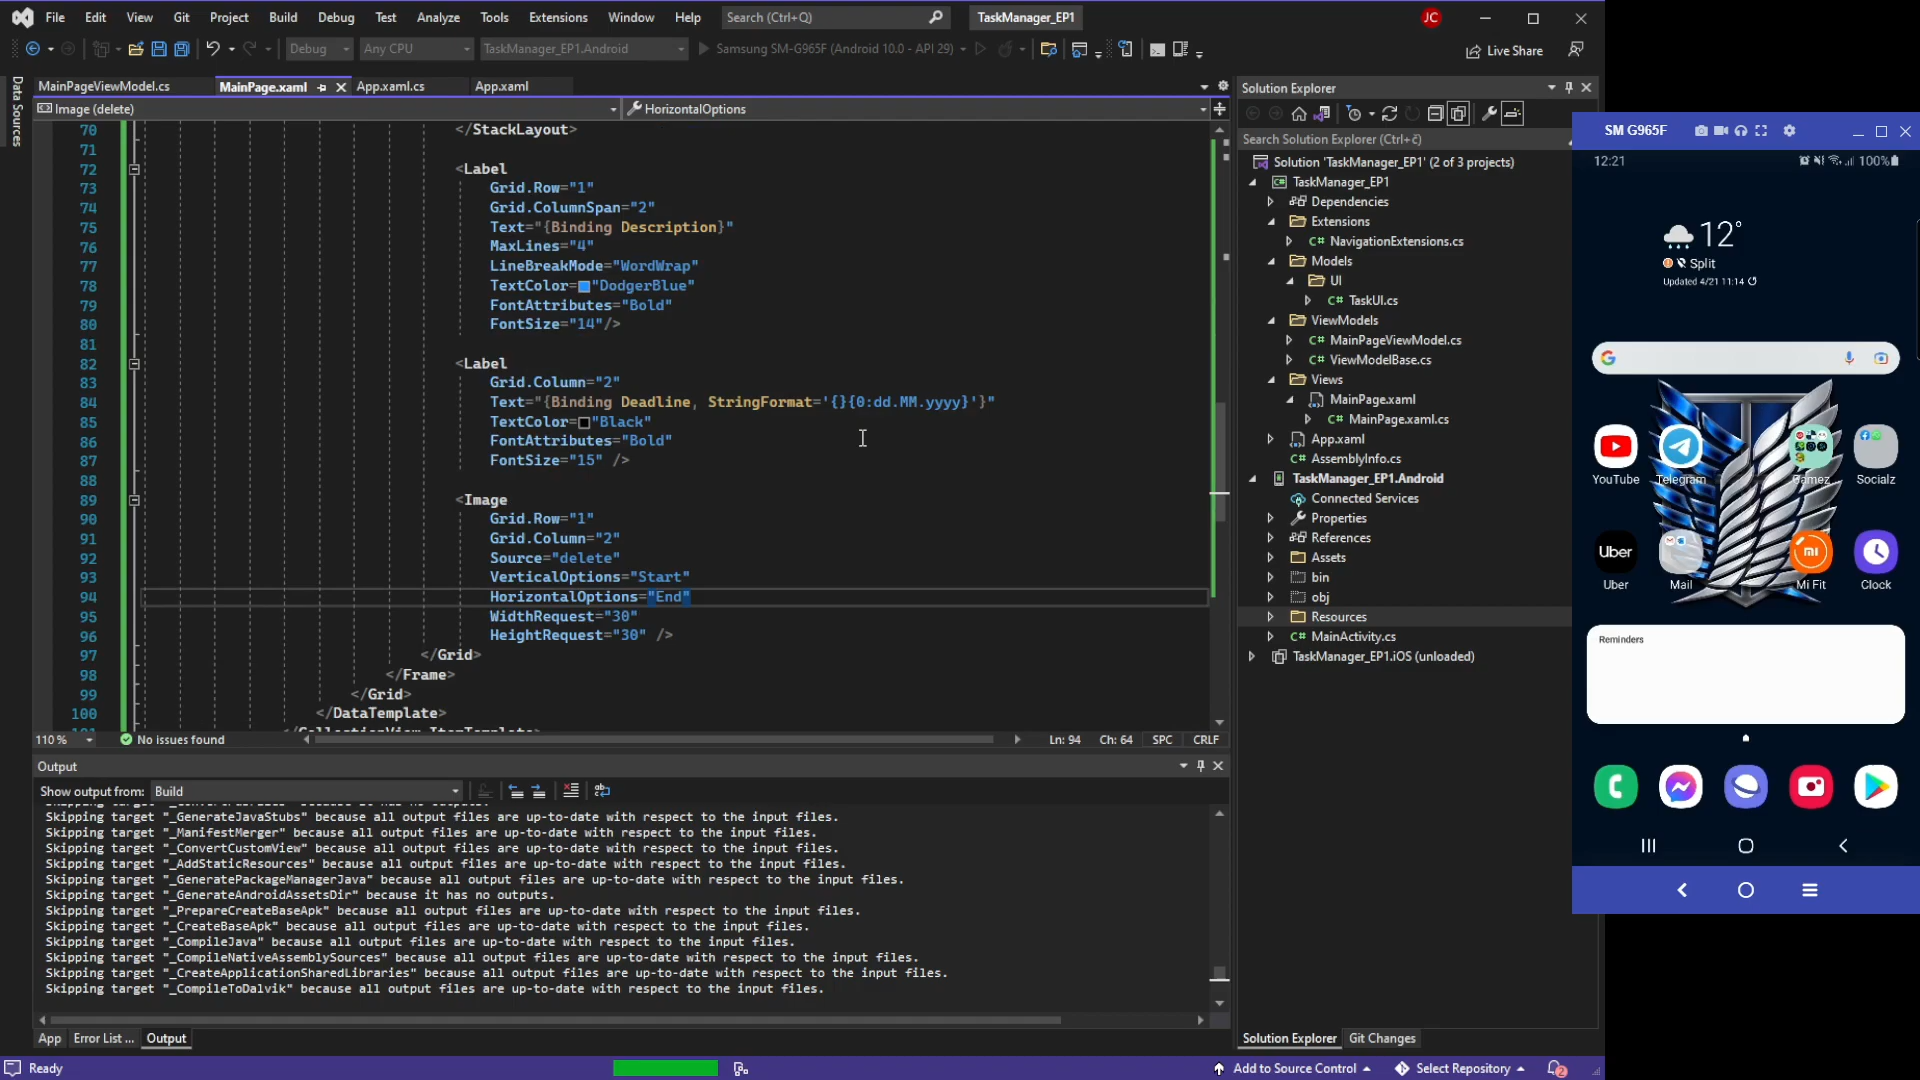 File Edit View Git Project Build Debug Test Analyze Tools Extensions Window Help Search (Ctrl+Q) TaskManager_EP1 JC
Debug Any CPU TaskManager_EP1.Android Samsung SM-G965F (Android 10.0 - API 29) Live Share
Data Sources
MainPageViewModel.cs MainPage.xaml App.xaml.cs App.xaml
Image (delete) HorizontalOptions
70 </StackLayout>
71
72 <Label
73 Grid.Row="1"
74 Grid.ColumnSpan="2"
75 Text="{Binding Description}"
76 MaxLines="4"
77 LineBreakMode="WordWrap"
78 TextColor="DodgerBlue"
79 FontAttributes="Bold"
80 FontSize="14"/>
81
82 <Label
83 Grid.Column="2"
84 Text="{Binding Deadline, StringFormat='{}{0:dd.MM.yyyy}'}"
85 TextColor="Black"
86 FontAttributes="Bold"
87 FontSize="15" />
88
89 <Image
90 Grid.Row="1"
91 Grid.Column="2"
92 Source="delete"
93 VerticalOptions="Start"
94 HorizontalOptions="End"
95 WidthRequest="30"
96 HeightRequest="30" />
97 </Grid>
98 </Frame>
99 </Grid>
100 </DataTemplate>
110 % No issues found Ln: 94 Ch: 64 SPC CRLF
Output
Show output from: Build
Skipping target "_GenerateJavaStubs" because all output files are up-to-date with respect to the input files.
Skipping target "_ManifestMerger" because all output files are up-to-date with respect to the input files.
Skipping target "_ConvertCustomView" because all output files are up-to-date with respect to the input files.
Skipping target "_AddStaticResources" because all output files are up-to-date with respect to the input files.
Skipping target "_GeneratePackageManagerJava" because all output files are up-to-date with respect to the input files.
Skipping target "_GenerateAndroidAssetsDir" because it has no outputs.
Skipping target "_PrepareCreateBaseApk" because all output files are up-to-date with respect to the input files.
Skipping target "_CreateBaseApk" because all output files are up-to-date with respect to the input files.
Skipping target "_CompileJava" because all output files are up-to-date with respect to the input files.
Skipping target "_CompileNativeAssemblySources" because all output files are up-to-date with respect to the input files.
Skipping target "_CreateApplicationSharedLibraries" because all output files are up-to-date with respect to the input files.
Skipping target "_CompileToDalvik" because all output files are up-to-date with respect to the input files.
App Error List ... Output
Ready
Solution Explorer
Search Solution Explorer (Ctrl+č)
Solution 'TaskManager_EP1' (2 of 3 projects)
TaskManager_EP1
Dependencies
Extensions
C# NavigationExtensions.cs
Models
UI
C# TaskUI.cs
ViewModels
C# MainPageViewModel.cs
C# ViewModelBase.cs
Views
MainPage.xaml
C# MainPage.xaml.cs
App.xaml
C# AssemblyInfo.cs
TaskManager_EP1.Android
Connected Services
Properties
References
Assets
bin
obj
Resources
C# MainActivity.cs
TaskManager_EP1.iOS (unloaded)
Solution Explorer Git Changes
Add to Source Control Select Repository 2
SM G965F
12:21 100%
12°
Split
Updated 4/21 11:14
YouTube Telegram Gamez Socialz
Uber
Uber Mail Mi Fit Clock
Reminders